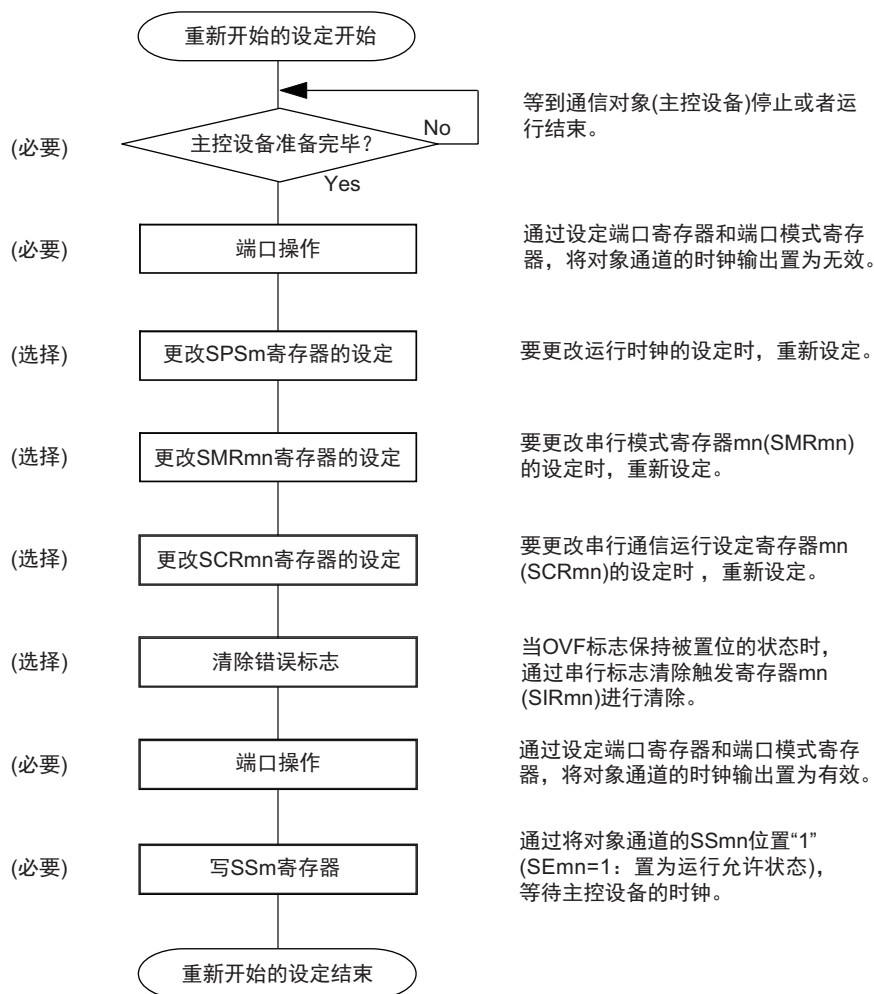 重新开始的设定开始
等到通信对象(主控设备)停止或者运
行结束。
No
(必要)
主控设备准备完毕？
Yes
(必要)
端口操作
通过设定端口寄存器和端口模式寄存
器，将对象通道的时钟输出置为无效。
(选择)
更改SPSm寄存器的设定
要更改运行时钟的设定时，重新设定。
(选择)
更改SMRmn寄存器的设定
要更改串行模式寄存器mn(SMRmn)
的设定时，重新设定。
(选择)
更改SCRmn寄存器的设定
要更改串行通信运行设定寄存器mn
(SCRmn)的设定时，重新设定。
(选择)
清除错误标志
当OVF标志保持被置位的状态时，
通过串行标志清除触发寄存器mn
(SIRmn)进行清除。
(必要)
端口操作
通过设定端口寄存器和端口模式寄存
器，将对象通道的时钟输出置为有效。
(必要)
写SSm寄存器
通过将对象通道的SSmn位置“1”
(SEmn=1：置为运行允许状态)，
等待主控设备的时钟。
重新开始的设定结束